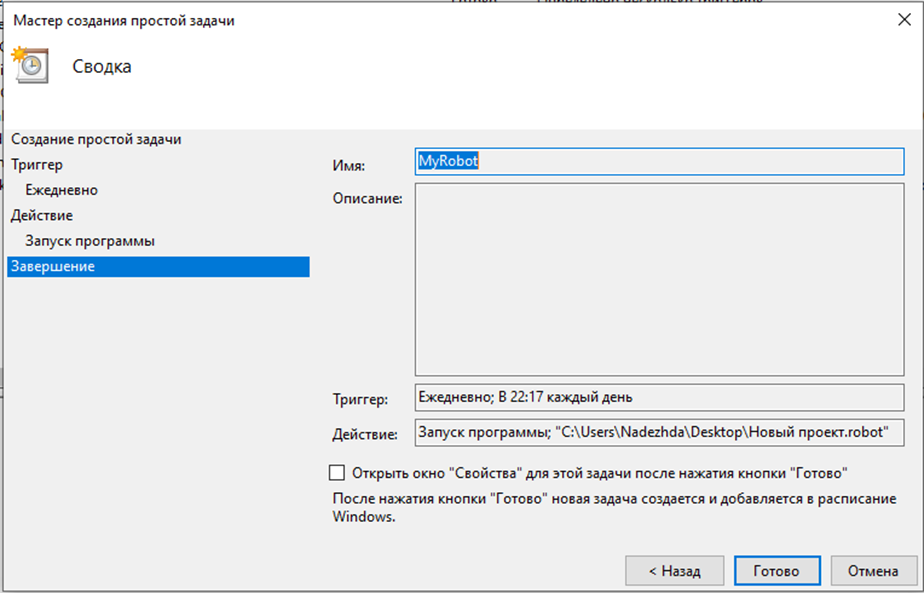 Мастер создания простой задачи
Сводка
Создание простой задачи
Триггер
Ежедневно
Действие
Запуск программы
Завершение
Имя:
MyRobot
Описание:
Триггер:
Ежедневно; В 22:17 каждый день
Действие:
Запуск программы; "C:\Users\Nadezhda\Desktop\Новый проект.robot"
Открыть окно "Свойства" для этой задачи после нажатия кнопки "Готово"
После нажатия кнопки "Готово" новая задача создается и добавляется в расписание
Windows.
< Назад
Готово
Отмена